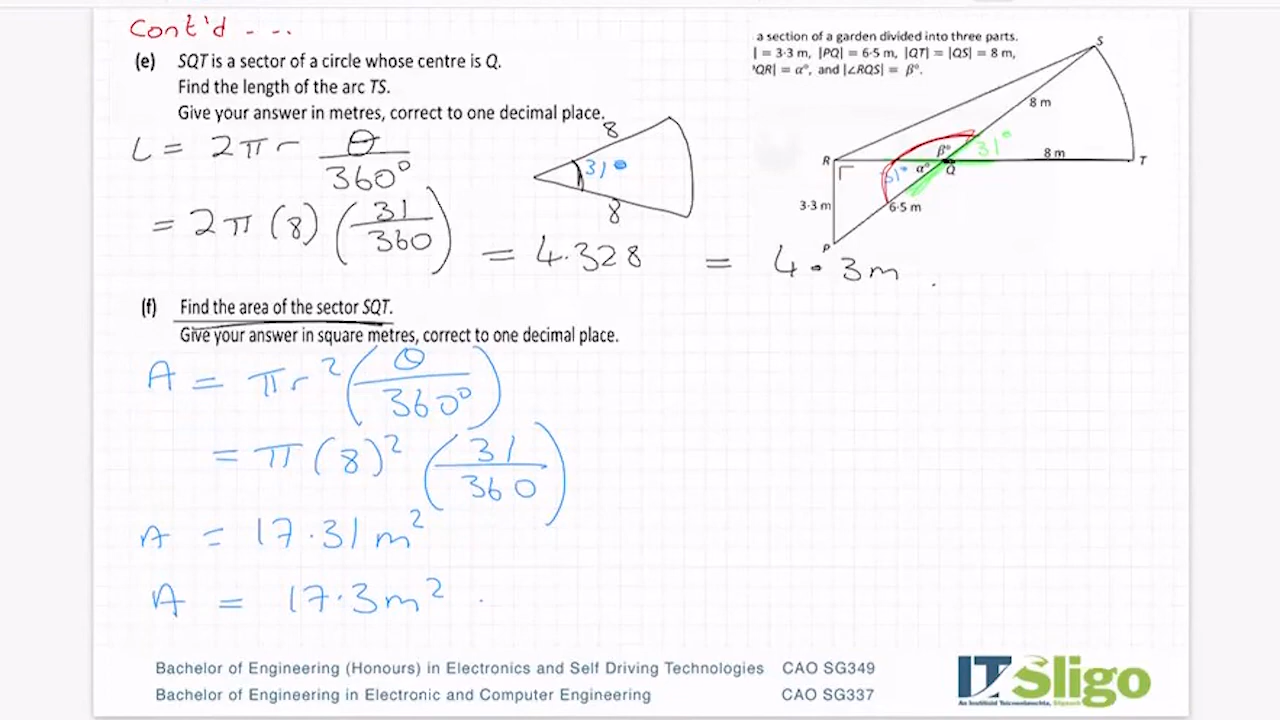 Cont'd - - -
(e) SQT is a sector of a circle whose centre is Q.
Find the length of the arc TS.
Give your answer in metres, correct to one decimal place.
L = 2πr θ/360°
= 2π(8)(31/360) = 4.328 = 4.3m.
8
31°
8
a section of a garden divided into three parts.
| = 3·3 m, |PQ| = 6·5 m, |QT| = |QS| = 8 m,
QR| = α°, and |∠RQS| = β°.
S
8 m
31°
R
β°
8 m
T
31°
α°
Q
3·3 m
6·5 m
P
(f) Find the area of the sector SQT.
Give your answer in square metres, correct to one decimal place.
A = πr²(θ/360°)
= π(8)²(31/360)
A = 17.31m²
A = 17.3m².
Bachelor of Engineering (Honours) in Electronics and Self Driving Technologies CAO SG349
Bachelor of Engineering in Electronic and Computer Engineering CAO SG337
IT Sligo
An Institiúid Teicneolaíochta, Sligeach